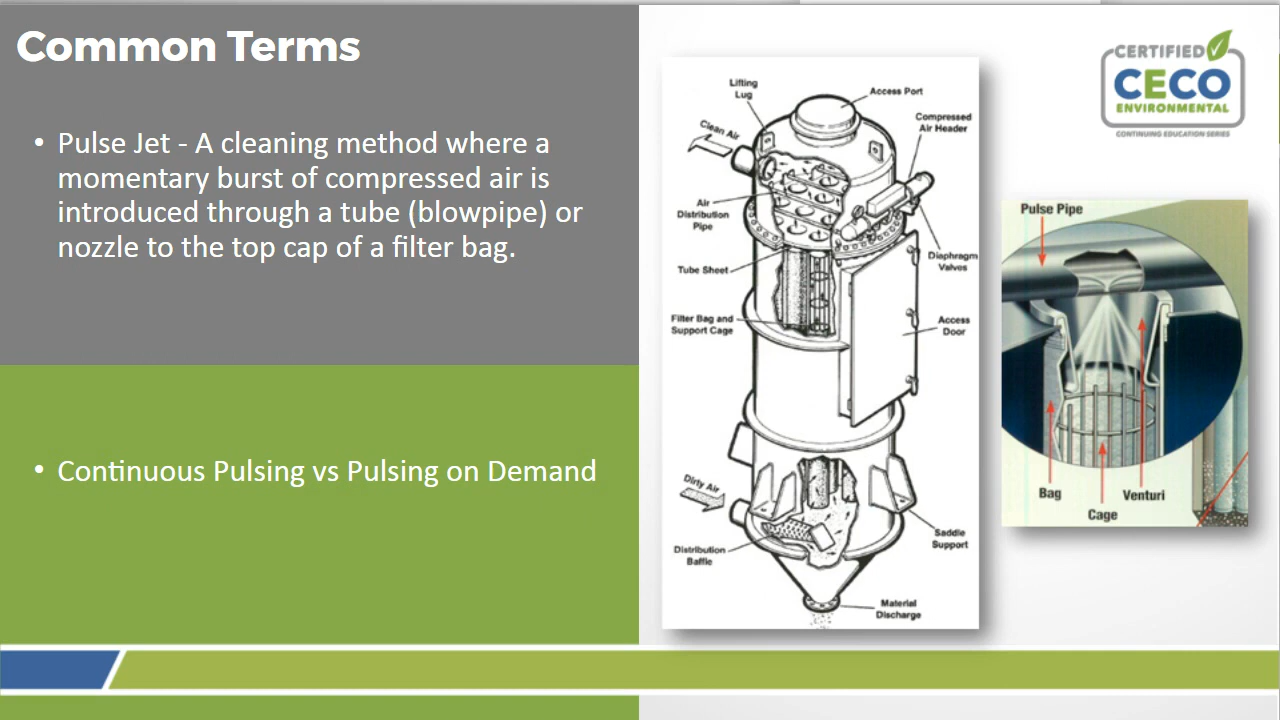 Common Terms
• Pulse Jet - A cleaning method where a
momentary burst of compressed air is
introduced through a tube (blowpipe) or
nozzle to the top cap of a filter bag.
• Continuous Pulsing vs Pulsing on Demand
Lifting
Lug
Access Port
Compressed
Air Header
Clean Air
Air
Distribution
Pipe
Diaphragm
Valves
Tube Sheet
Filter Bag and
Support Cage
Access
Door
Dirty Air
Distribution
Baffle
Saddle
Support
Material
Discharge
CERTIFIED
CECO
ENVIRONMENTAL
CONTINUING EDUCATION SERIES
Pulse Pipe
Bag
Venturi
Cage